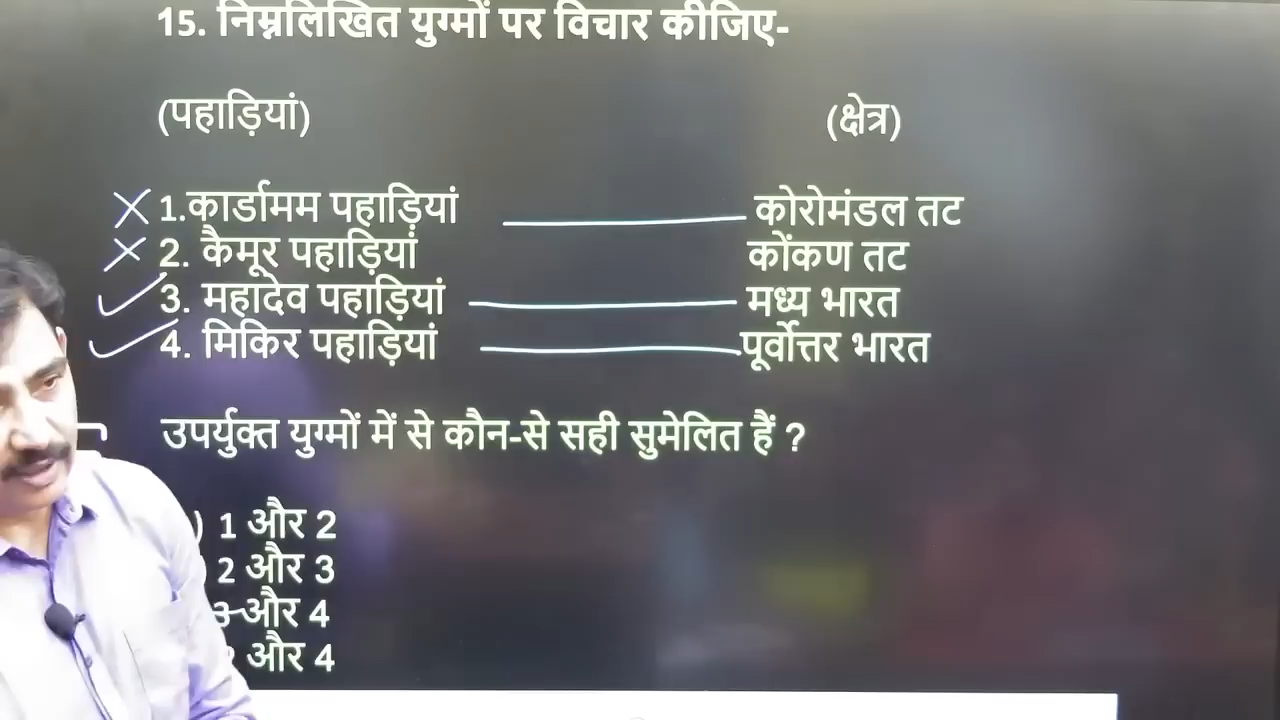 15. निम्नलिखित युग्मों पर विचार कीजिए-
(पहाड़ियां) (क्षेत्र)
1.कार्डामम पहाड़ियां कोरोमंडल तट
2. कैमूर पहाड़ियां कोंकण तट
3. महादेव पहाड़ियां मध्य भारत
4. मिकिर पहाड़ियां पूर्वोत्तर भारत
उपर्युक्त युग्मों में से कौन-से सही सुमेलित हैं ?
) 1 और 2
) 2 और 3
3 और 4
और 4